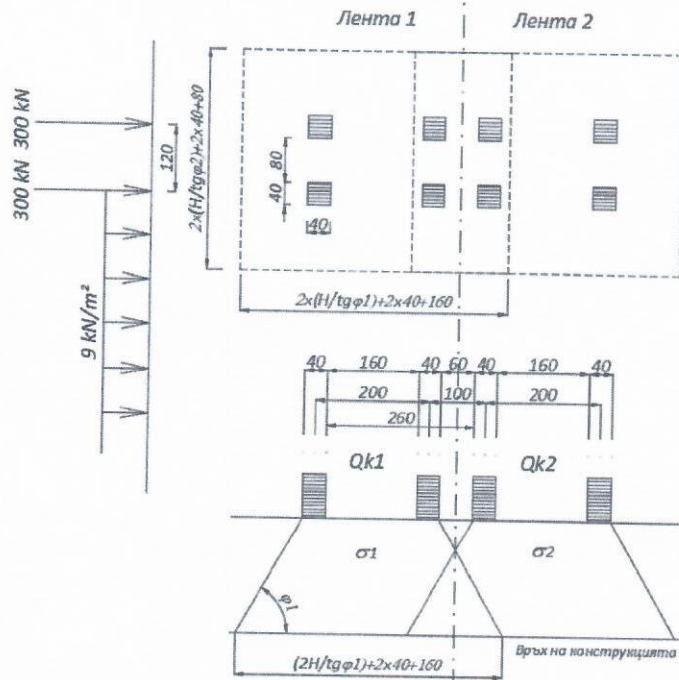 Лента 1
Лента 2
300 kN
300 kN
120
9 kN/m²
2x(H/tgφ2)+2x40+80
80
40
40
2x(H/tgφ1)+2x40+160
40
160
40
60
40
160
40
200
100
200
260
Qk1
Qk2
σ1
σ2
φ1
Връх на конструкцията
(2H/tgφ1)+2x40+160